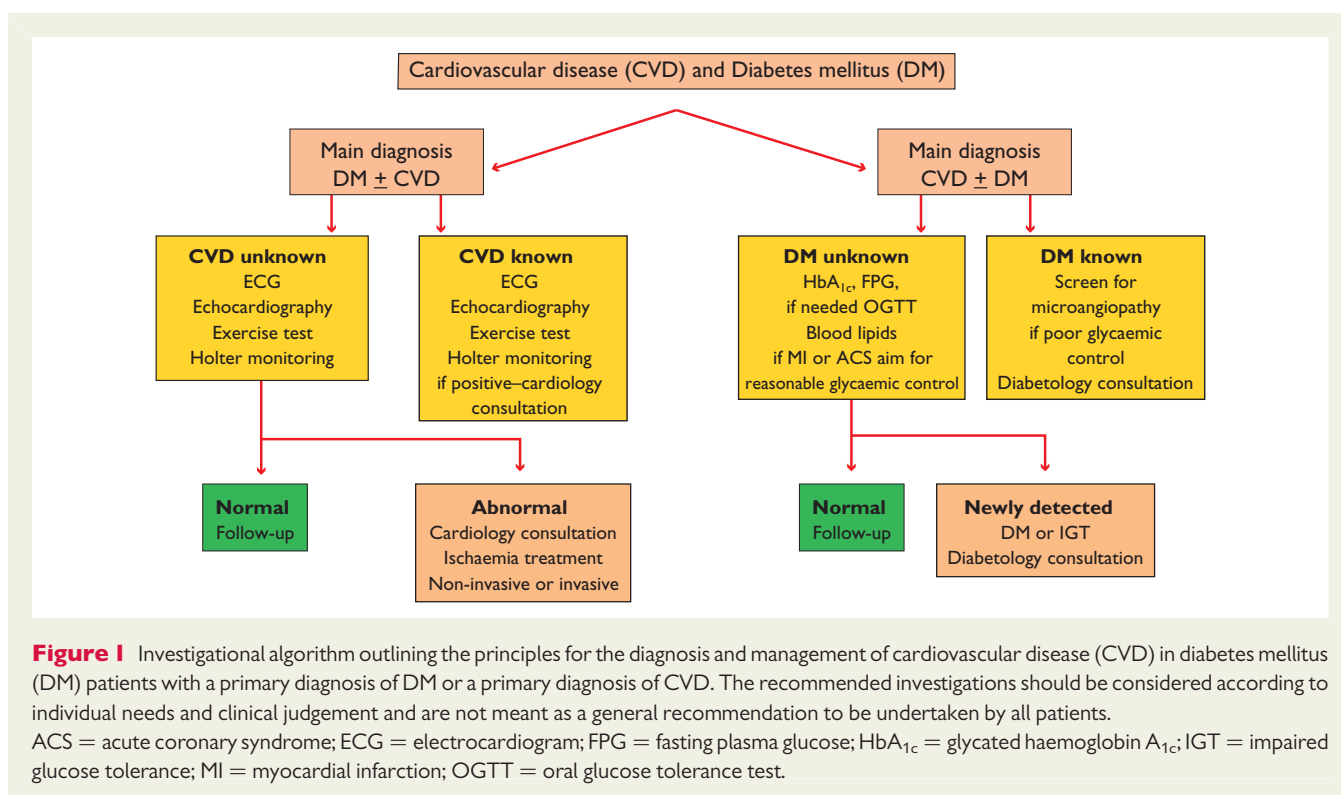 Cardiovascular disease (CVD) and Diabetes mellitus (DM)
Main diagnosis
DM ± CVD
Main diagnosis
CVD ± DM
CVD unknown
ECG
Echocardiography
Exercise test
Holter monitoring
CVD known
ECG
Echocardiography
Exercise test
Holter monitoring
if positive–cardiology
consultation
DM unknown
HbA1c, FPG,
if needed OGTT
Blood lipids
if MI or ACS aim for
reasonable glycaemic control
DM known
Screen for
microangiopathy
if poor glycaemic
control
Diabetology consultation
Normal
Follow-up
Abnormal
Cardiology consultation
Ischaemia treatment
Non-invasive or invasive
Normal
Follow-up
Newly detected
DM or IGT
Diabetology consultation
Figure 1 Investigational algorithm outlining the principles for the diagnosis and management of cardiovascular disease (CVD) in diabetes mellitus
(DM) patients with a primary diagnosis of DM or a primary diagnosis of CVD. The recommended investigations should be considered according to
individual needs and clinical judgement and are not meant as a general recommendation to be undertaken by all patients.
ACS = acute coronary syndrome; ECG = electrocardiogram; FPG = fasting plasma glucose; HbA1c = glycated haemoglobin A1c; IGT = impaired
glucose tolerance; MI = myocardial infarction; OGTT = oral glucose tolerance test.